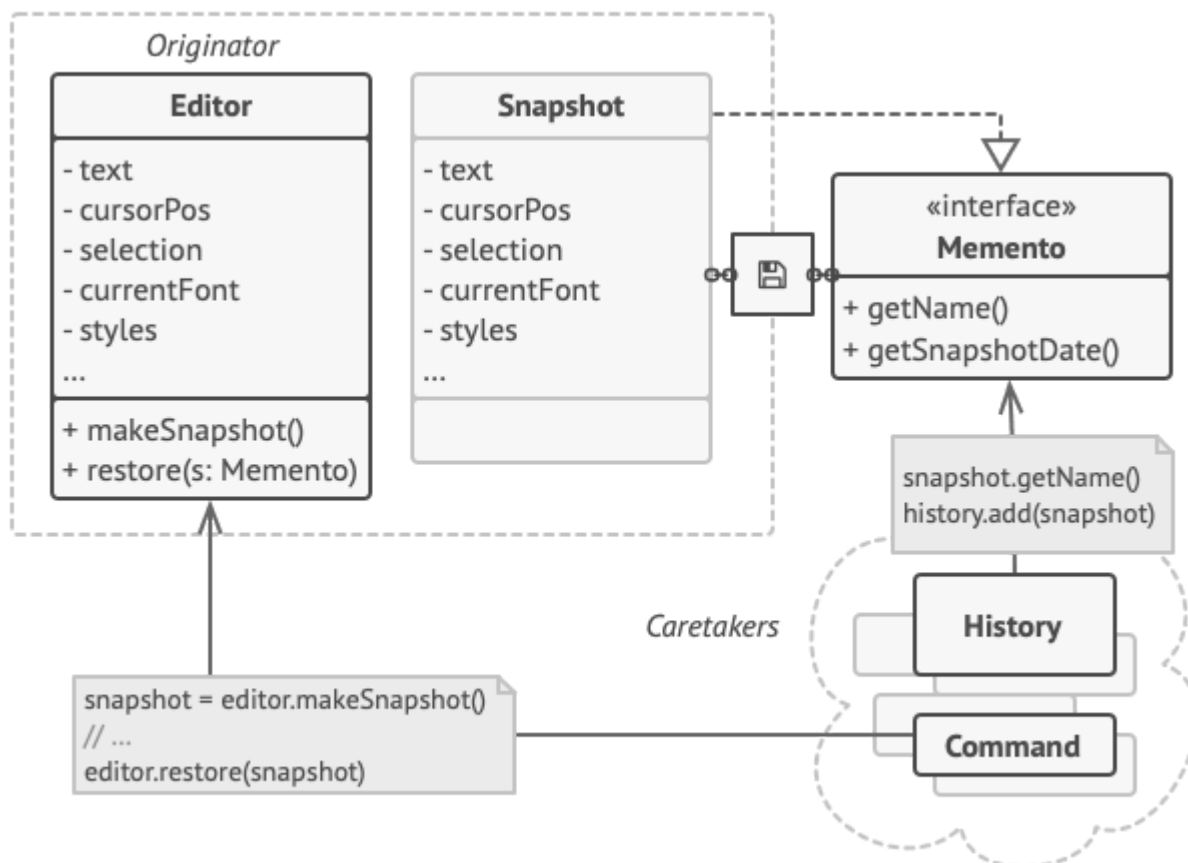 Originator
Editor
- text
- cursorPos
- selection
- currentFont
- styles
...
+ makeSnapshot()
+ restore(s: Memento)
Snapshot
- text
- cursorPos
- selection
- currentFont
- styles
...
«interface»
Memento
+ getName()
+ getSnapshotDate()
snapshot.getName()
history.add(snapshot)
Caretakers
History
Command
snapshot = editor.makeSnapshot()
// ...
editor.restore(snapshot)